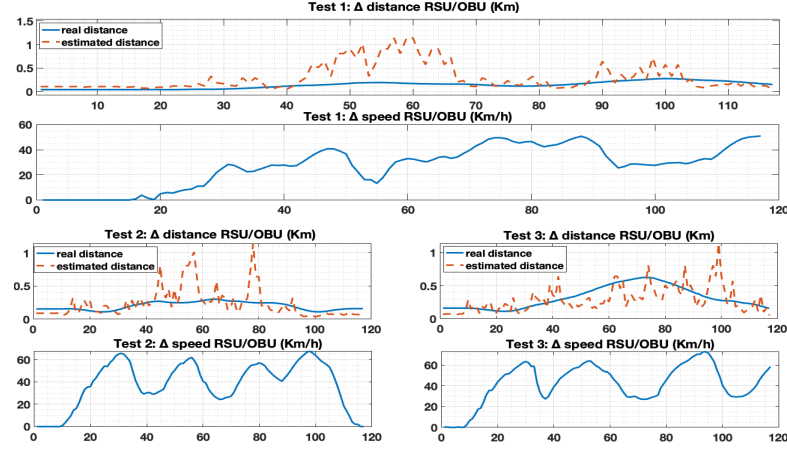 Test 1: Δ distance RSU/OBU (Km)
1.5
1
0.5
0
real distance
estimated distance
10 20 30 40 50 60 70 80 90 100 110
Test 1: Δ speed RSU/OBU (Km/h)
60
40
20
0
0 20 40 60 80 100 120
Test 2: Δ distance RSU/OBU (Km)
1
0.5
0
real distance
estimated distance
0 20 40 60 80 100 120
Test 3: Δ distance RSU/OBU (Km)
1
0.5
0
real distance
estimated distance
0 20 40 60 80 100 120
Test 2: Δ speed RSU/OBU (Km/h)
60
40
20
0
0 20 40 60 80 100 120
Test 3: Δ speed RSU/OBU (Km/h)
60
40
20
0
0 20 40 60 80 100 120